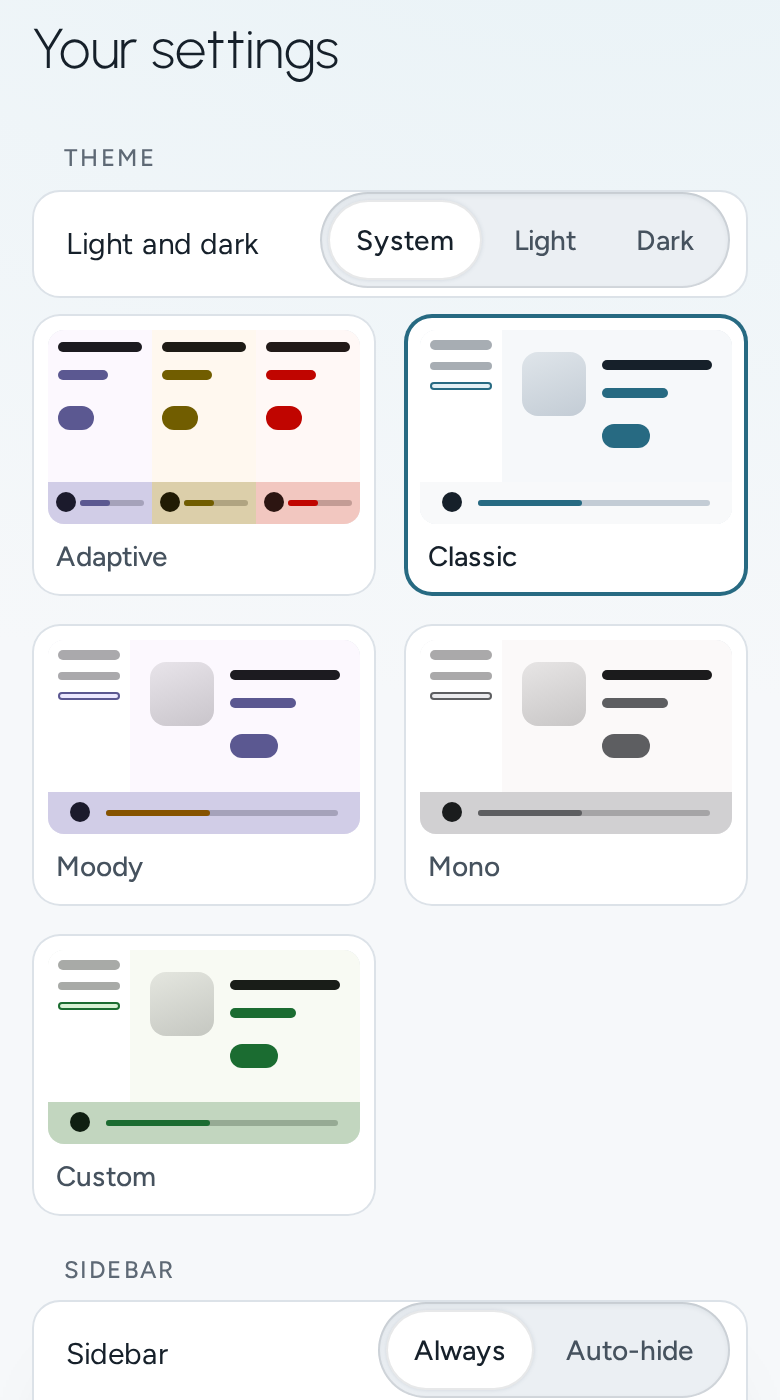 Your settings
THEME
Light and dark
System
Light
Dark
Adaptive
Classic
Moody
Mono
Custom
SIDEBAR
Sidebar
Always
Auto-hide